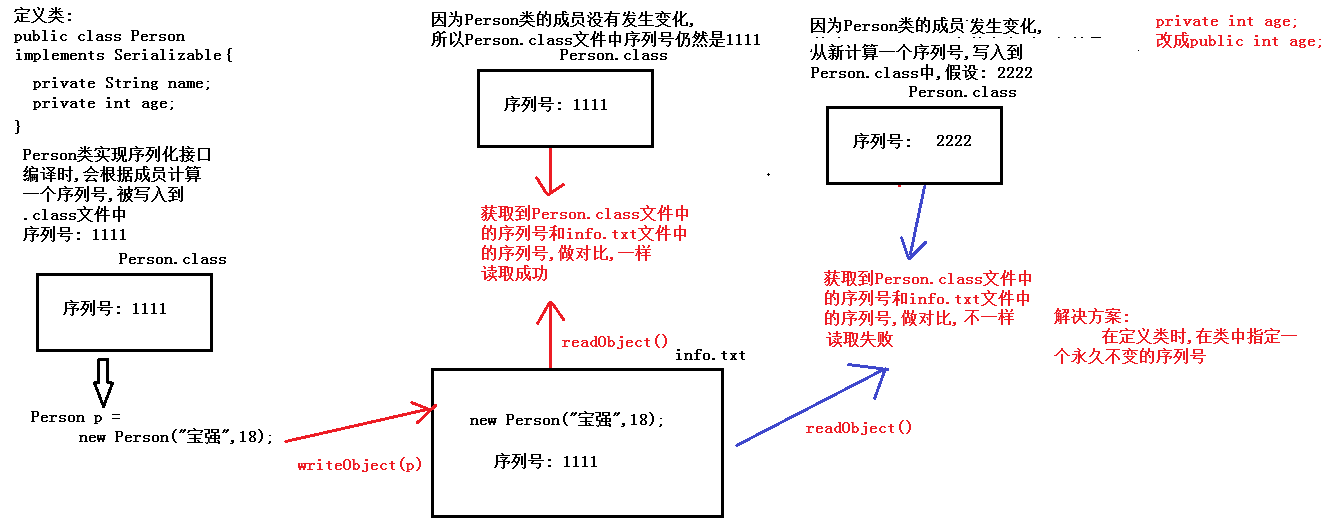 定义类:
public class Person
implements Serializable{
private String name;
private int age;
}
Person类实现序列化接口
编译时,会根据成员计算
一个序列号,被写入到
.class文件中
序列号: 1111
Person.class
序列号: 1111
Person p =
new Person("宝强",18);
writeObject(p)
因为Person类的成员没有发生变化,
所以Person.class文件中序列号仍然是1111
Person.class
序列号: 1111
获取到Person.class文件中
的序列号和info.txt文件中
的序列号,做对比,一样
读取成功
readObject()
info.txt
new Person("宝强",18);
序列号: 1111
因为Person类的成员 发生变化,
从新计算一个序列号,写入到
Person.class中,假设: 2222
Person.class
序列号: 2222
获取到Person.class文件中
的序列号和info.txt文件中
的序列号,做对比, 不一样
读取失败
readObject()
private int age;
改成public int age;
解决方案:
在定义类时,在类中指定一
个永久不变的序列号